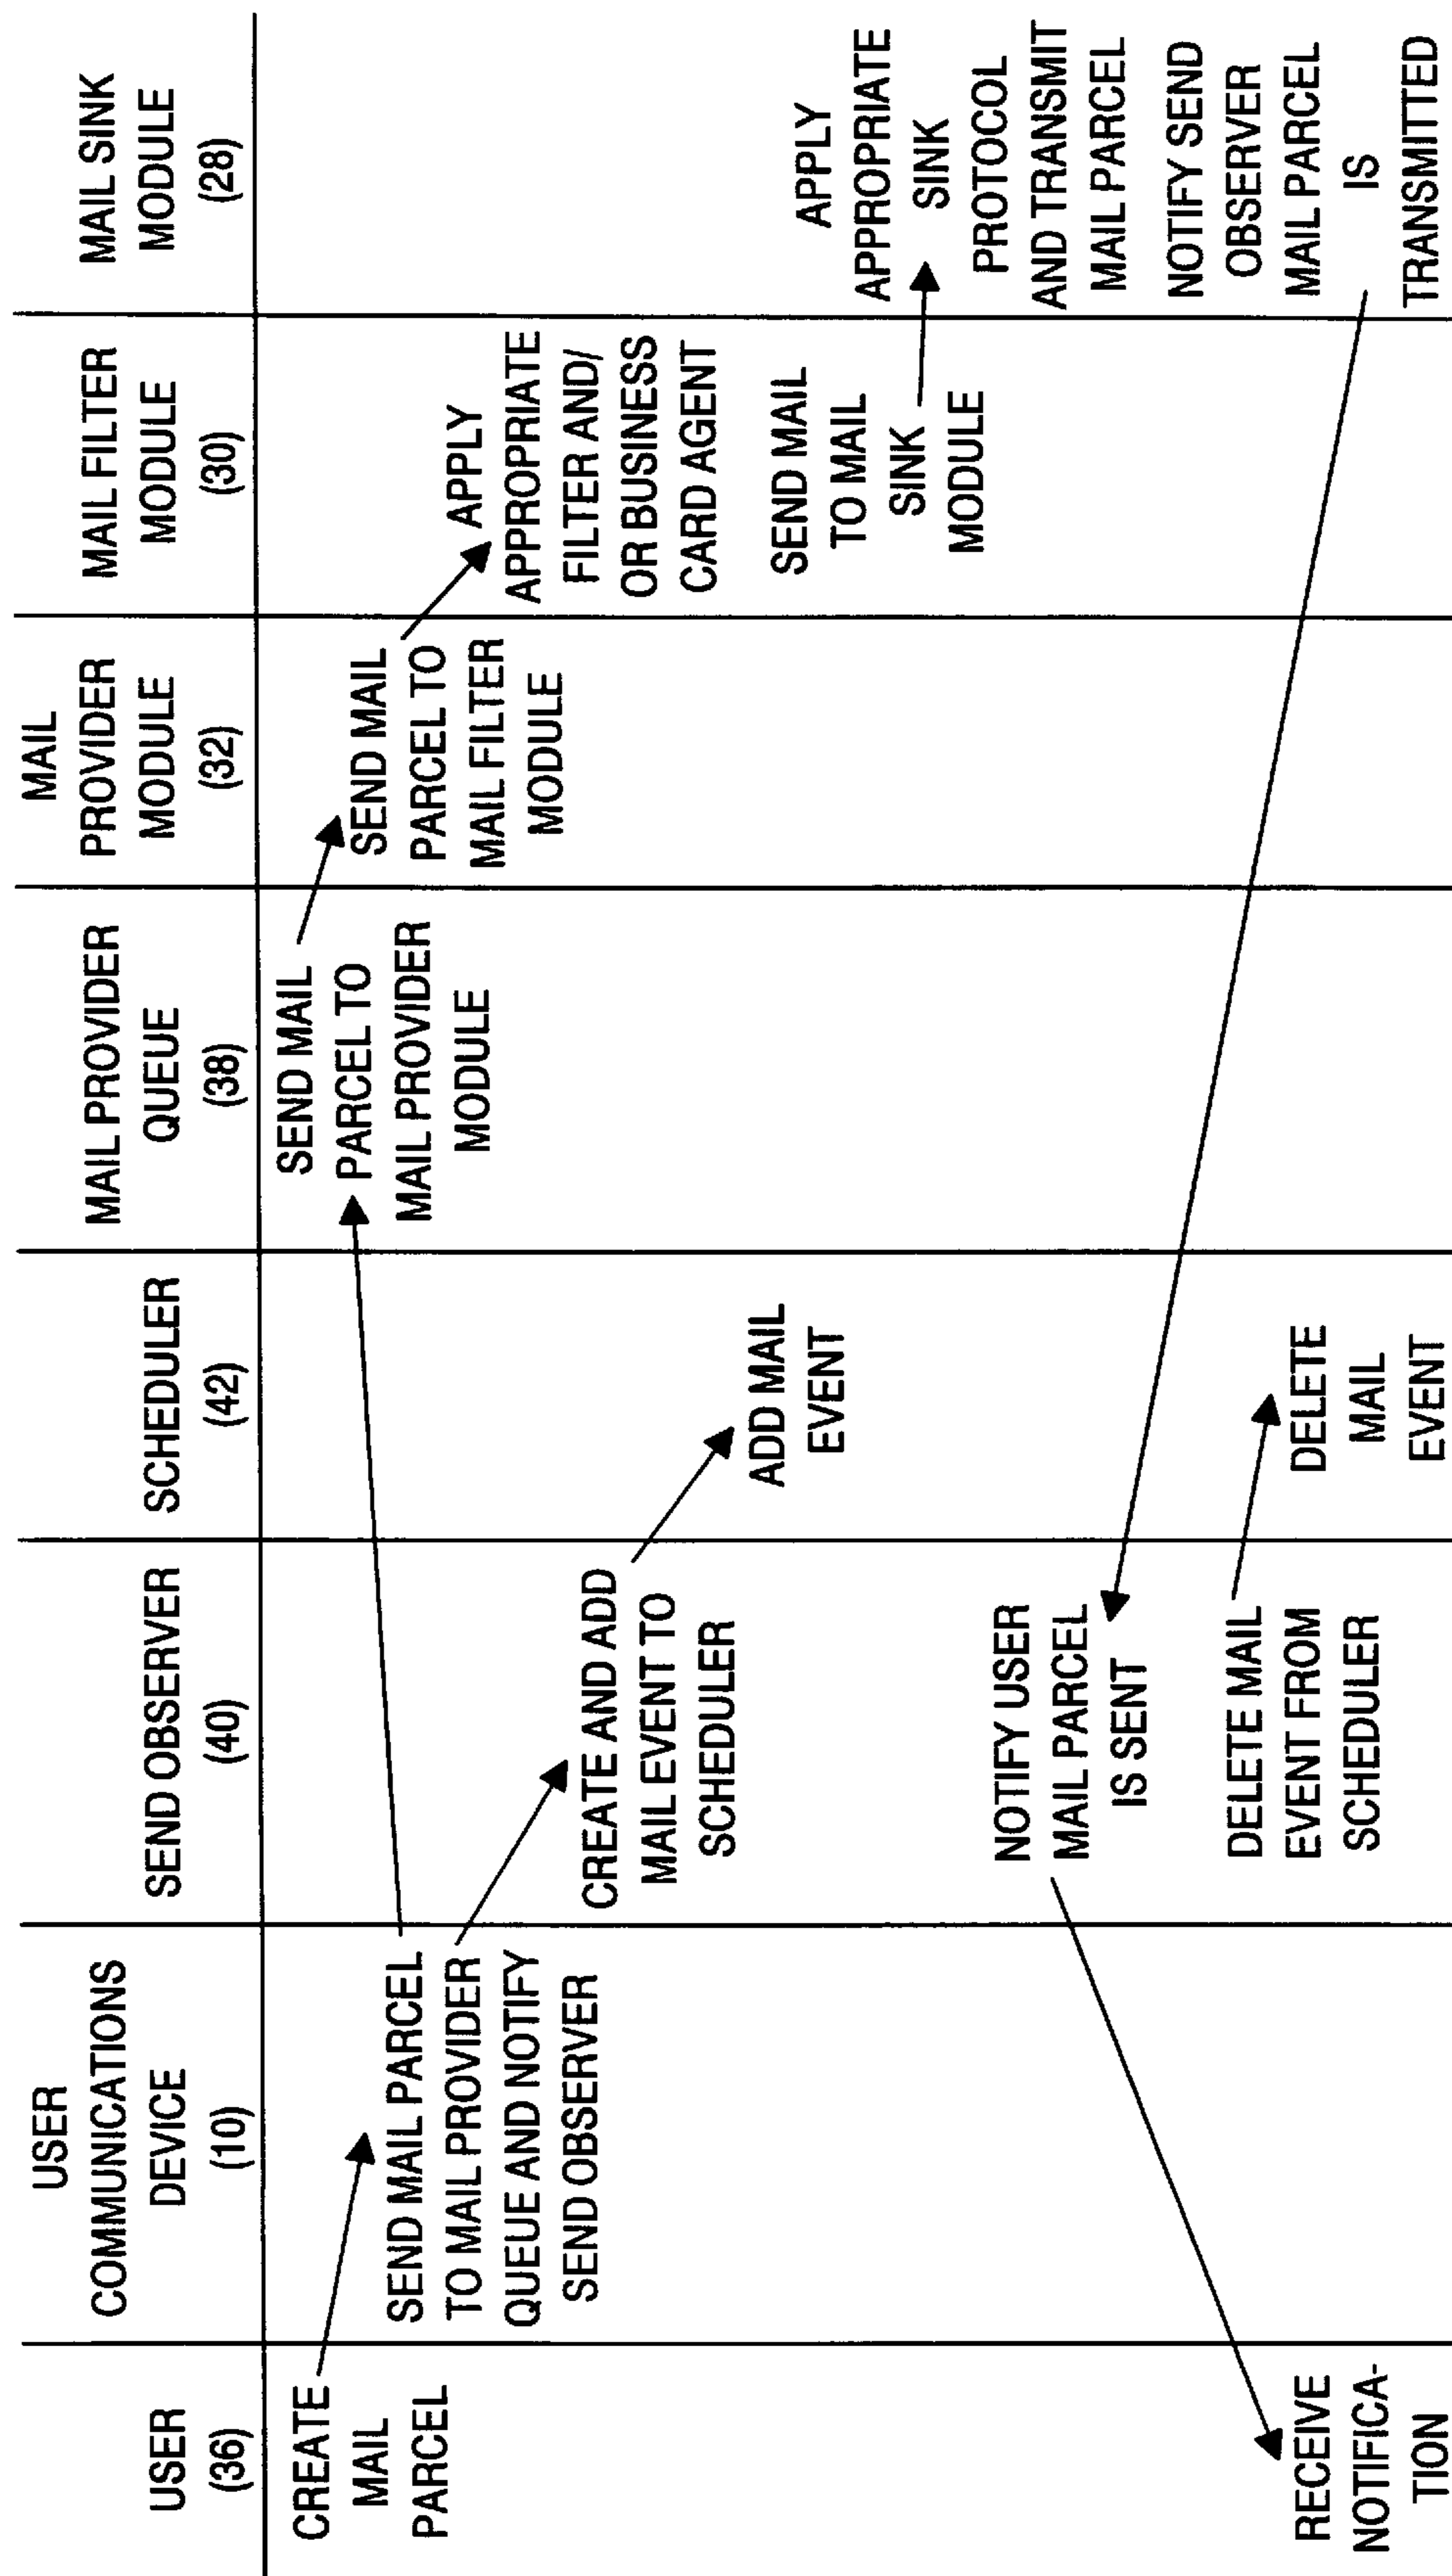 USER
(36)
USER
COMMUNICATIONS
DEVICE
(10)
SEND OBSERVER
(40)
SCHEDULER
(42)
MAIL PROVIDER
QUEUE
(38)
MAIL
PROVIDER
MODULE
(32)
MAIL FILTER
MODULE
(30)
MAIL SINK
MODULE
(28)
CREATE
MAIL
PARCEL
SEND MAIL PARCEL
TO MAIL PROVIDER
QUEUE AND NOTIFY
SEND OBSERVER
SEND MAIL
PARCEL TO
MAIL PROVIDER
MODULE
SEND MAIL
PARCEL TO
MAIL FILTER
MODULE
APPLY
APPROPRIATE
FILTER AND/
OR BUSINESS
CARD AGENT
CREATE AND ADD
MAIL EVENT TO
SCHEDULER
ADD MAIL
EVENT
SEND MAIL
TO MAIL
SINK
MODULE
APPLY
APPROPRIATE
SINK
PROTOCOL
AND TRANSMIT
MAIL PARCEL
NOTIFY SEND
OBSERVER
MAIL PARCEL
IS
TRANSMITTED
NOTIFY USER
MAIL PARCEL
IS SENT
DELETE MAIL
EVENT FROM
SCHEDULER
DELETE
MAIL
EVENT
RECEIVE
NOTIFICA-
TION